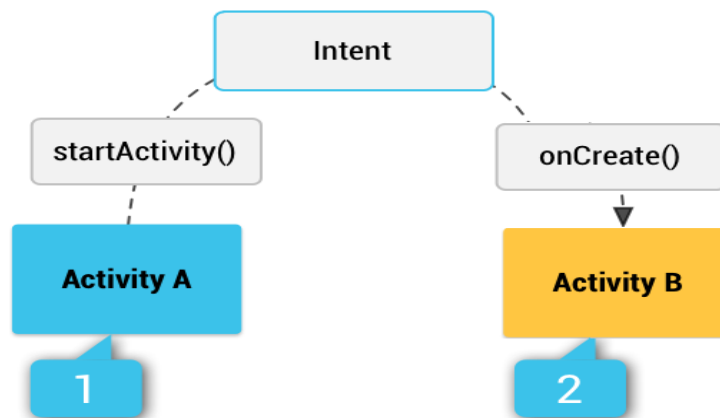 Intent
startActivity()
onCreate()
Activity A
Activity B
1
2